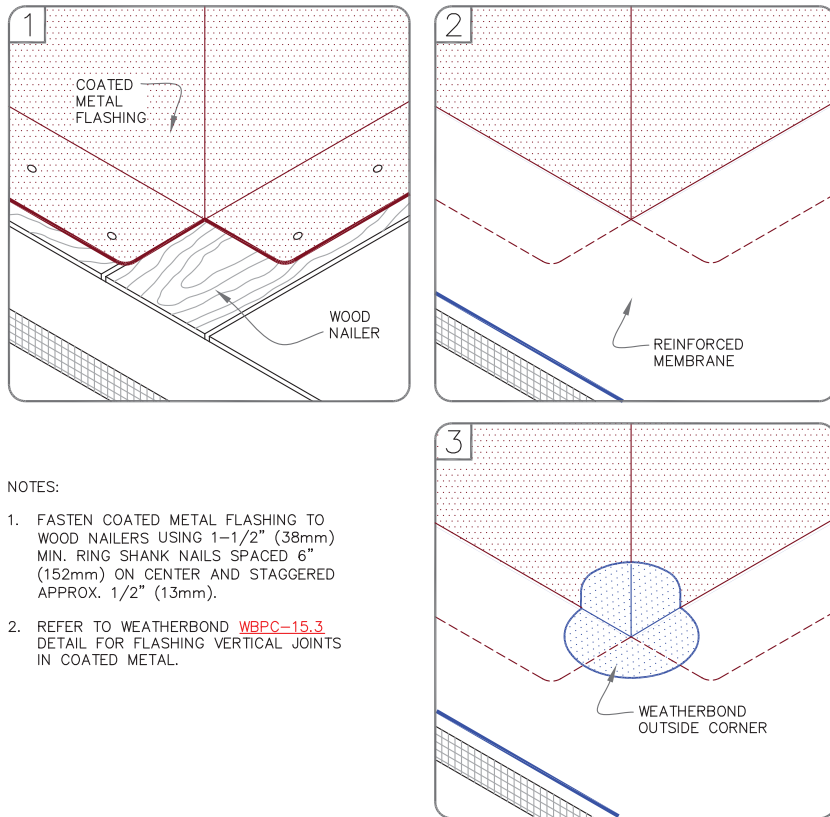 1
COATED
METAL
FLASHING
WOOD
NAILER
2
REINFORCED
MEMBRANE
3
WEATHERBOND
OUTSIDE CORNER
NOTES:
1. FASTEN COATED METAL FLASHING TO
WOOD NAILERS USING 1-1/2" (38mm)
MIN. RING SHANK NAILS SPACED 6"
(152mm) ON CENTER AND STAGGERED
APPROX. 1/2" (13mm).
2. REFER TO WEATHERBOND WBPC-15.3
DETAIL FOR FLASHING VERTICAL JOINTS
IN COATED METAL.